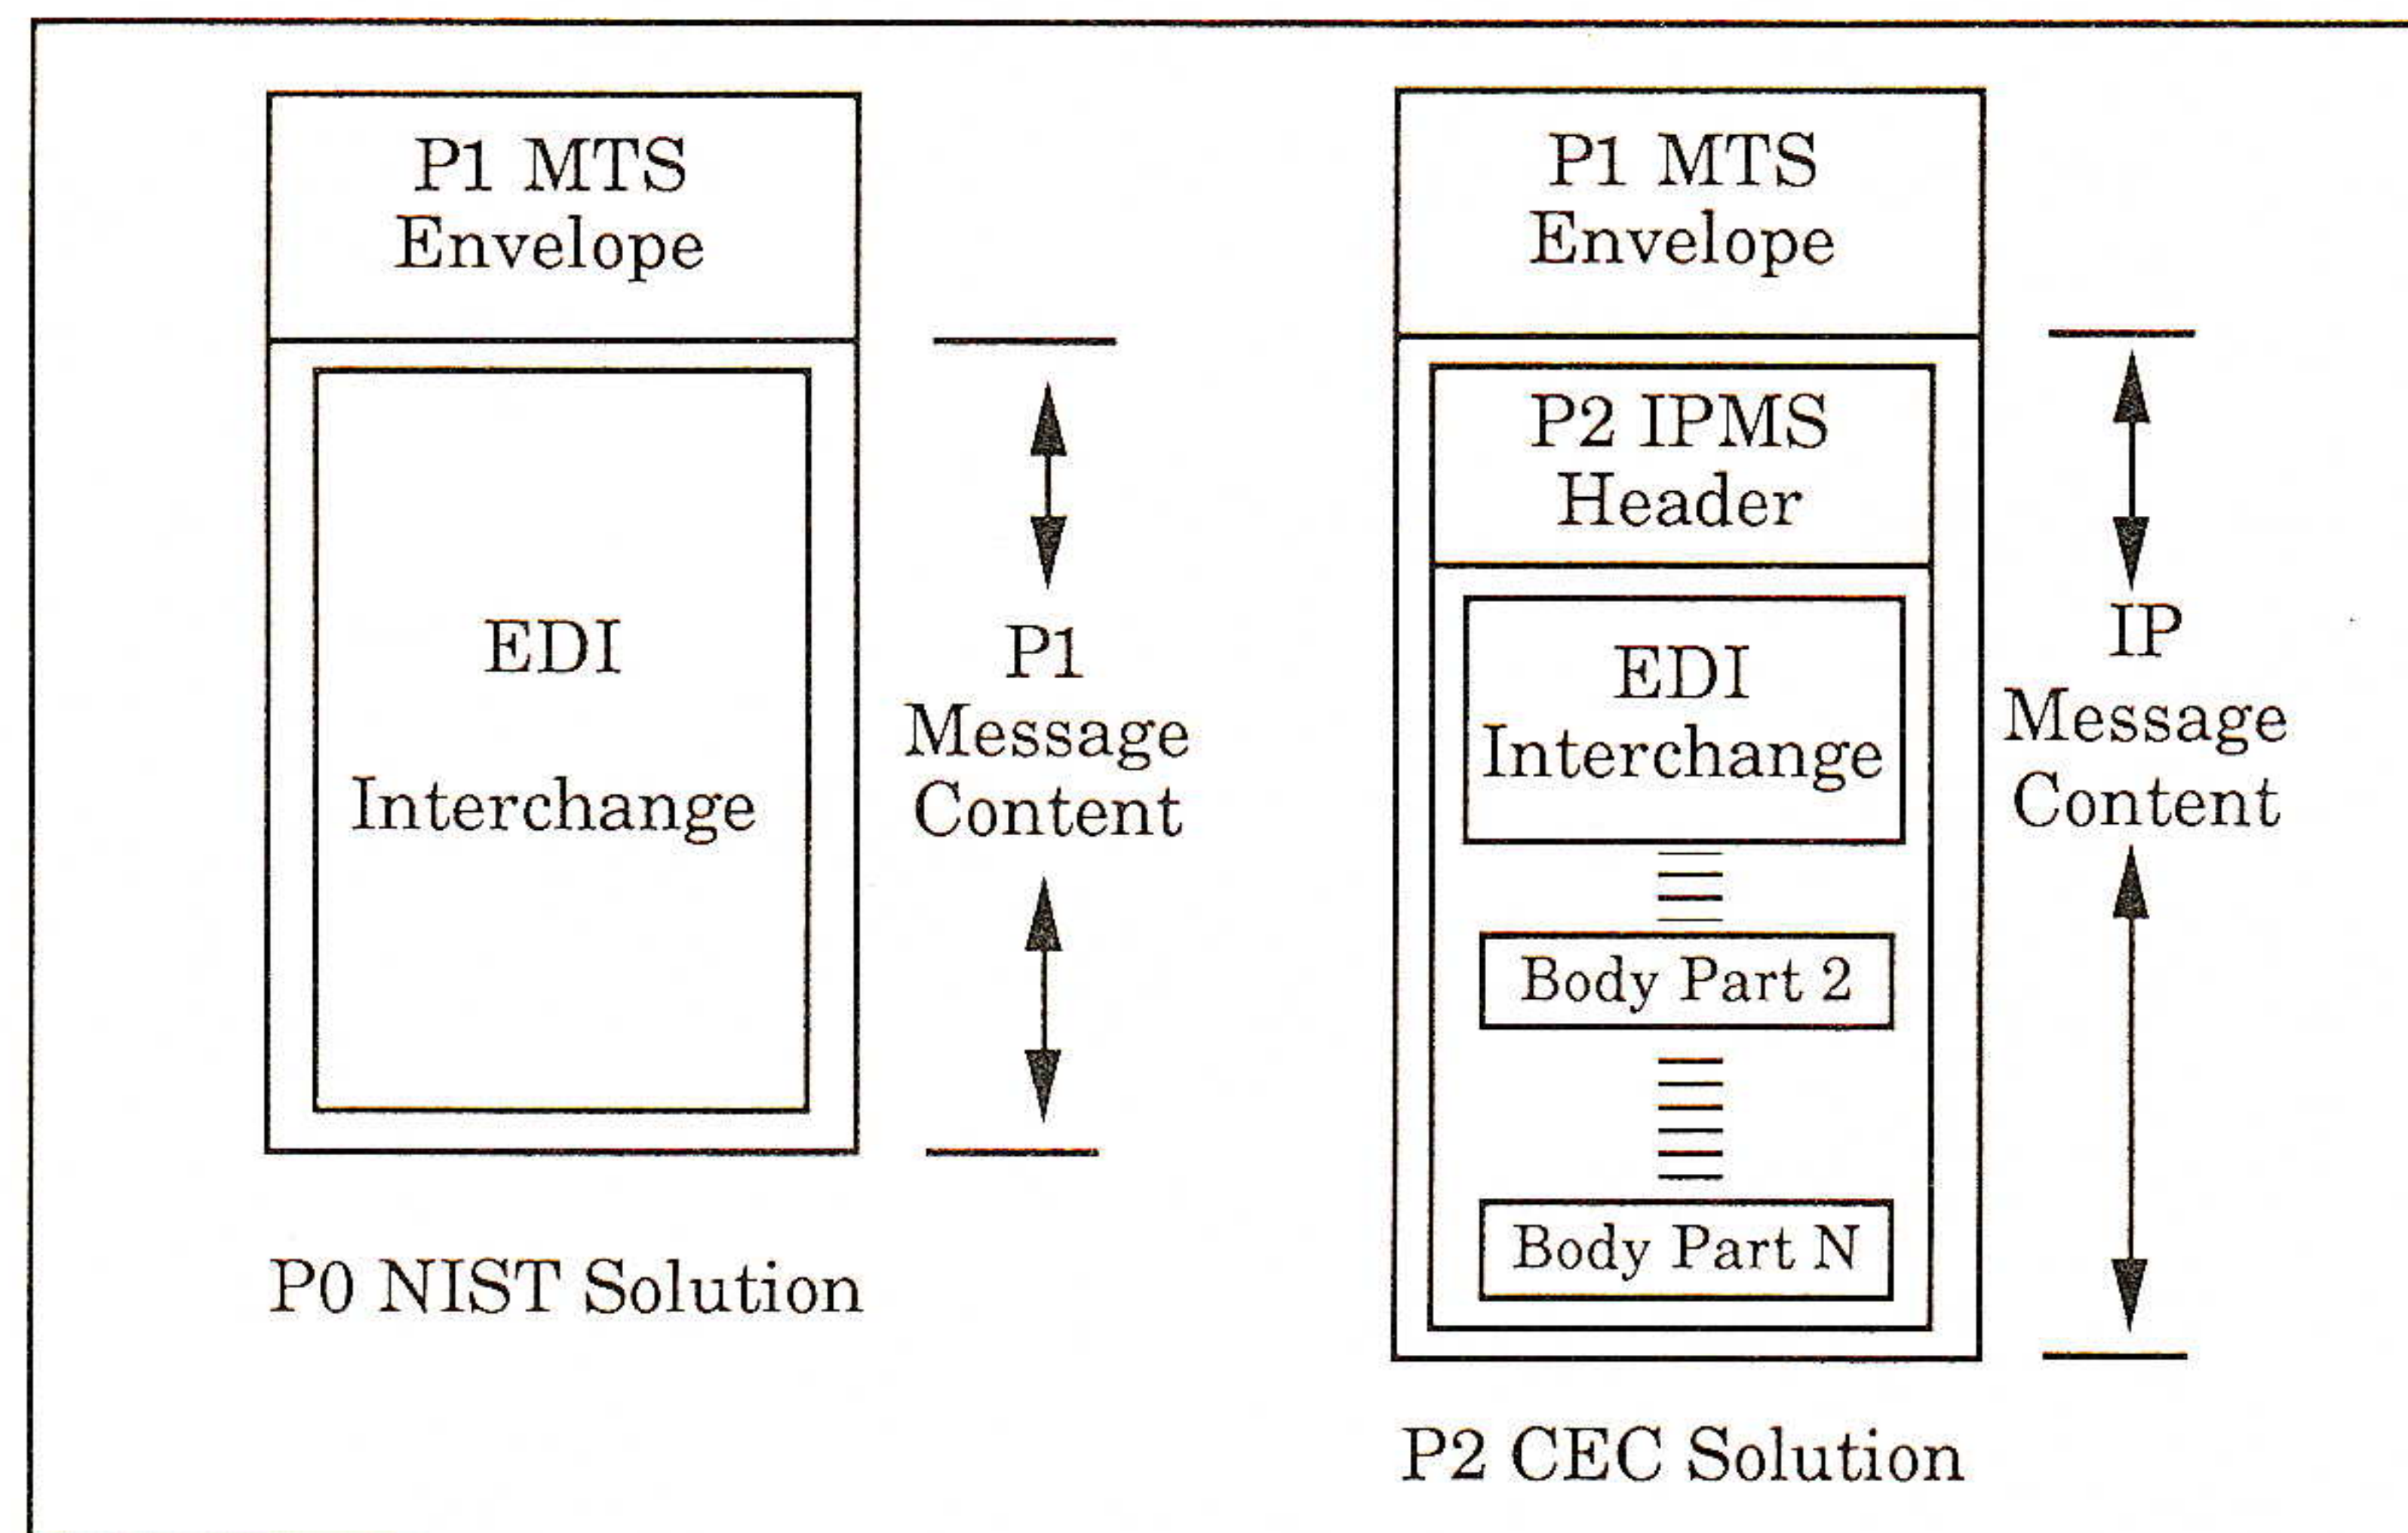 P1 MTS
Envelope
EDI
Interchange
P1
Message
Content
P0 NIST Solution
P1 MTS
Envelope
P2 IPMS
Header
EDI
Interchange
Body Part 2
Body Part N
IP
Message
Content
P2 CEC Solution